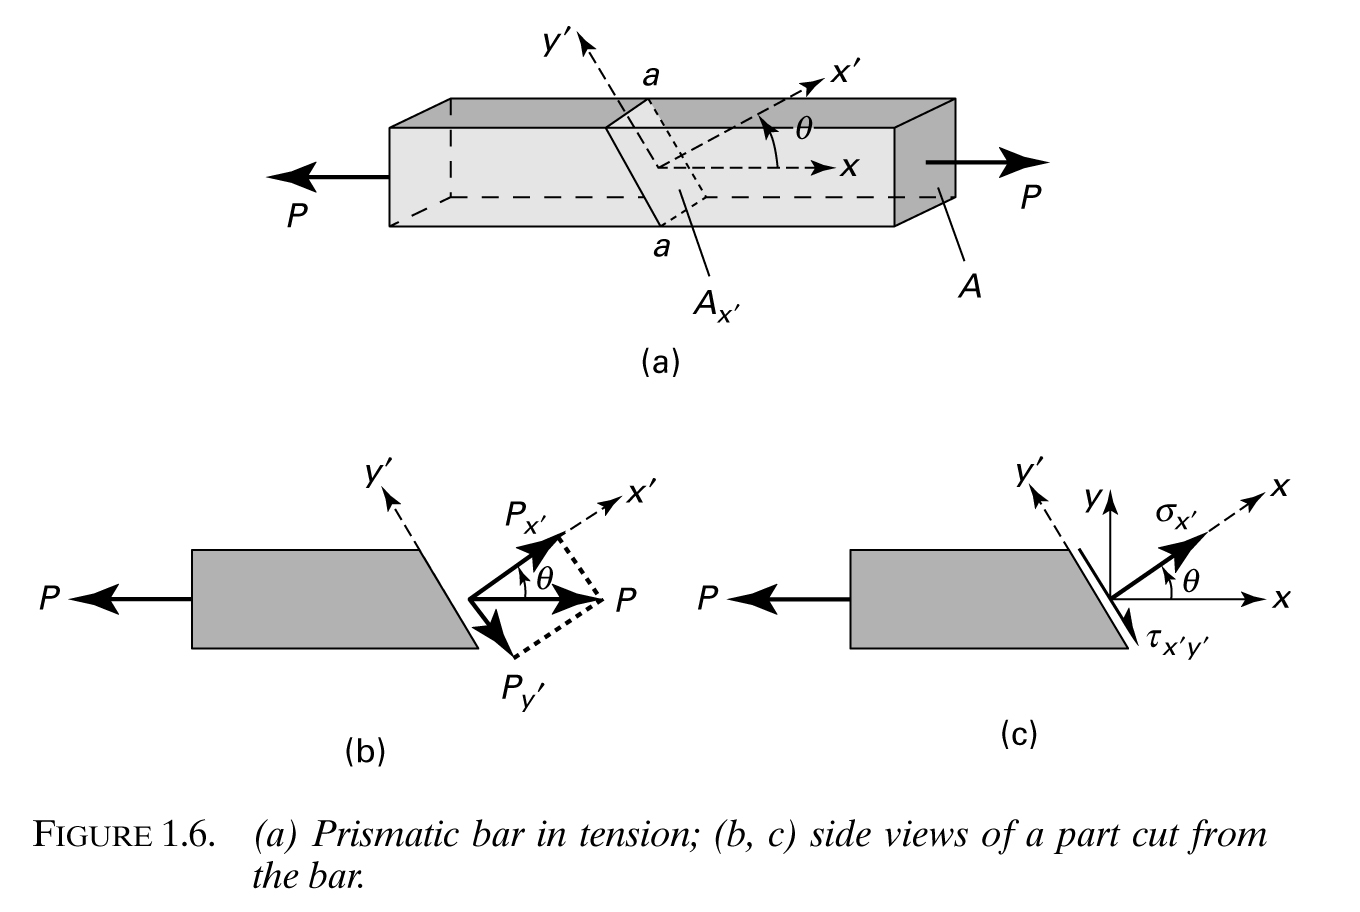 y′
a
x′
θ
x
P
P
a
A
Aₓ′
(a)
y′
x′
Pₓ′
θ
P
P
P_y′
(b)
y′
y
x
σₓ′
θ
P
x
τₓ′y′
(c)
FIGURE 1.6. (a) Prismatic bar in tension; (b, c) side views of a part cut from
the bar.